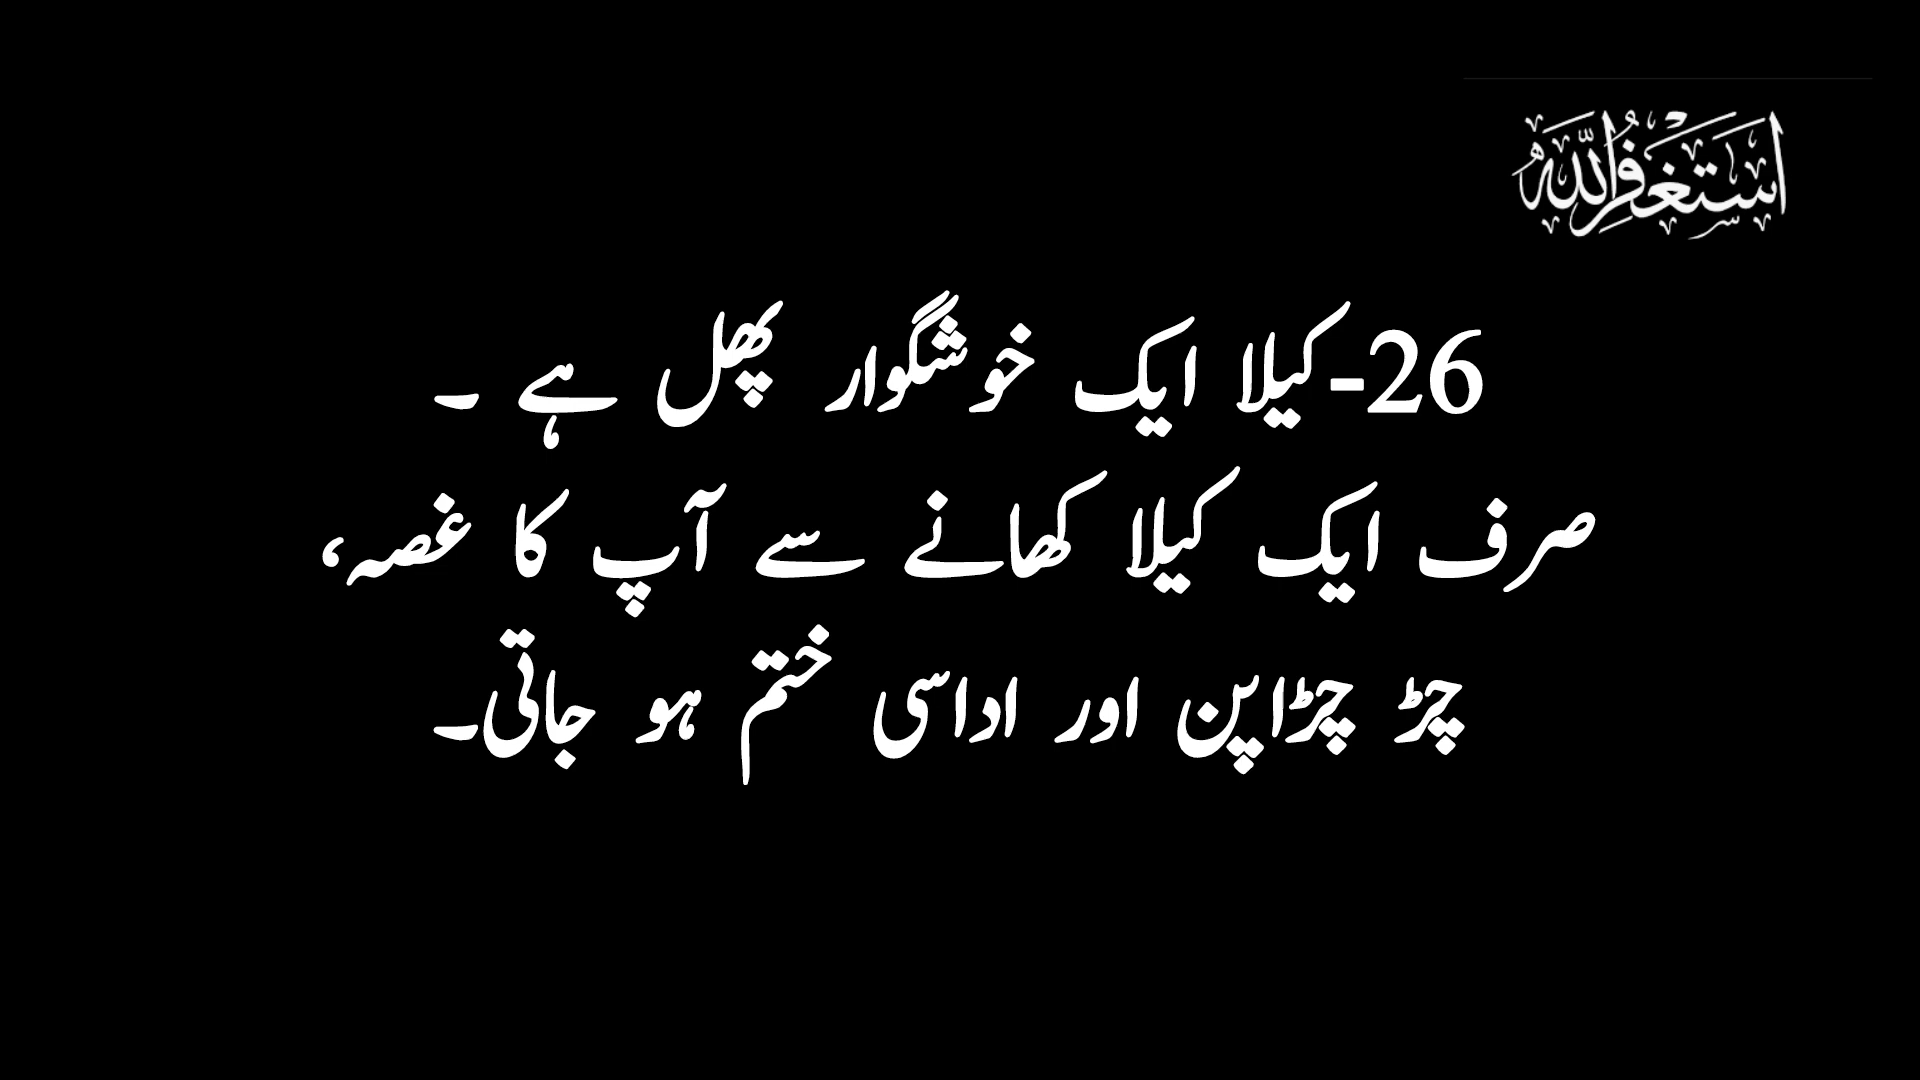 اَسْتَغْفِرُاللّٰهَ
26-کیلا ایک خوشگوار پھل ہے ۔
صرف ایک کیلا کھانے سے آپ کا غصہ،
چڑ چڑاپن اور اداسی ختم ہو جاتی۔